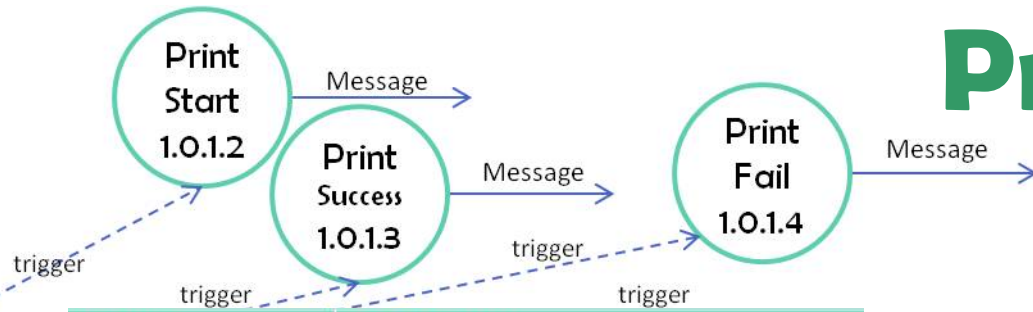 Print
Start
1.0.1.2
Message
Print
Success
1.0.1.3
Message
Print
Fail
1.0.1.4
Message
trigger
trigger
trigger
trigger